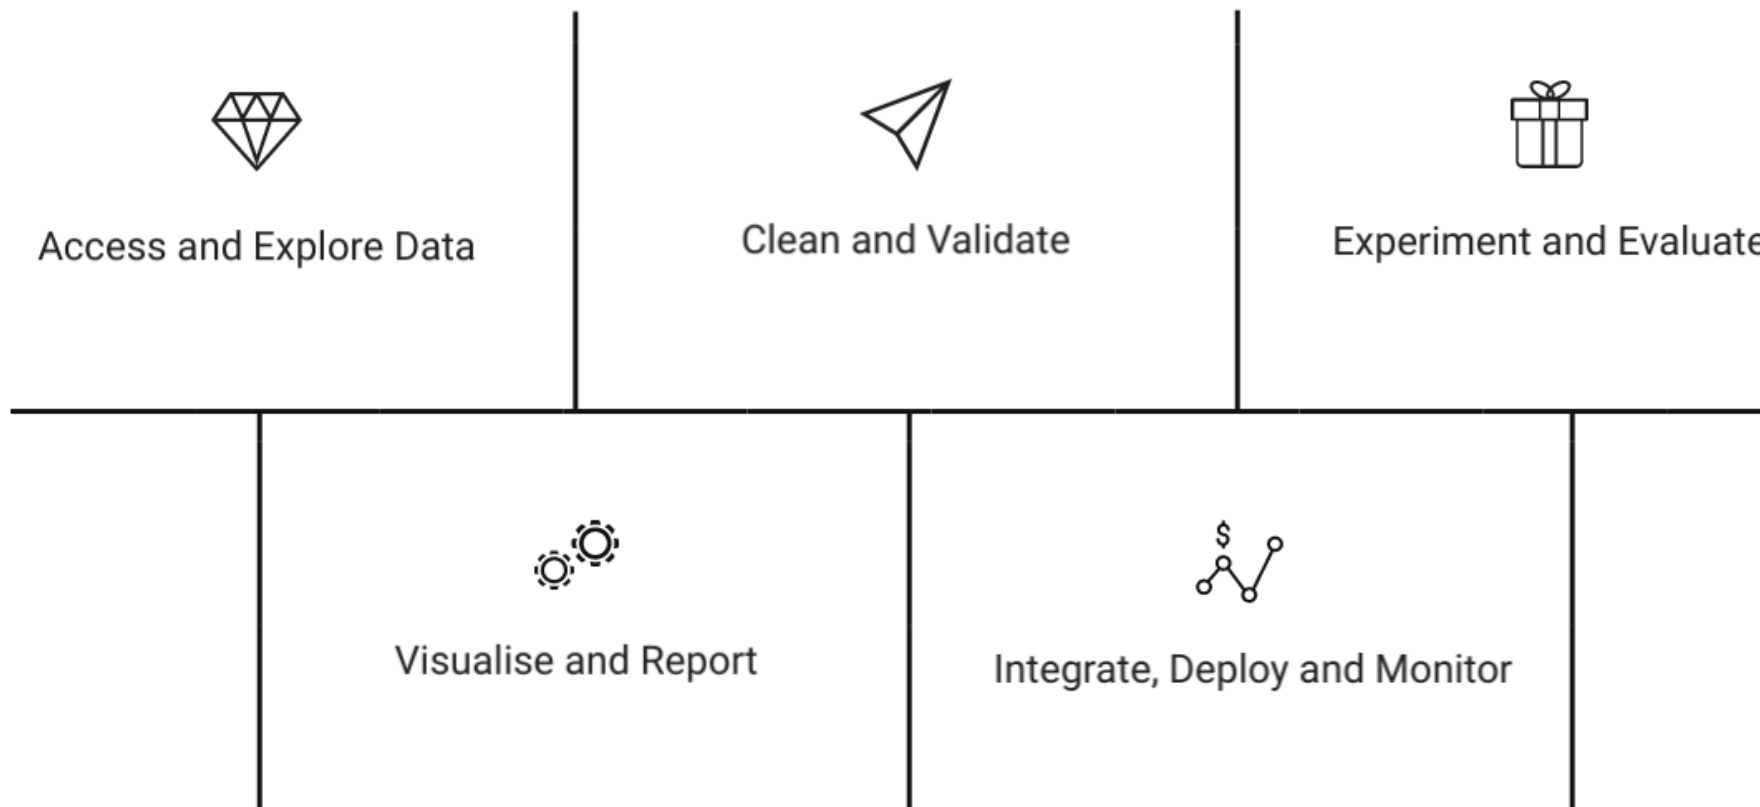 Access and Explore Data
Clean and Validate
Experiment and Evaluate
$
Visualise and Report
Integrate, Deploy and Monitor